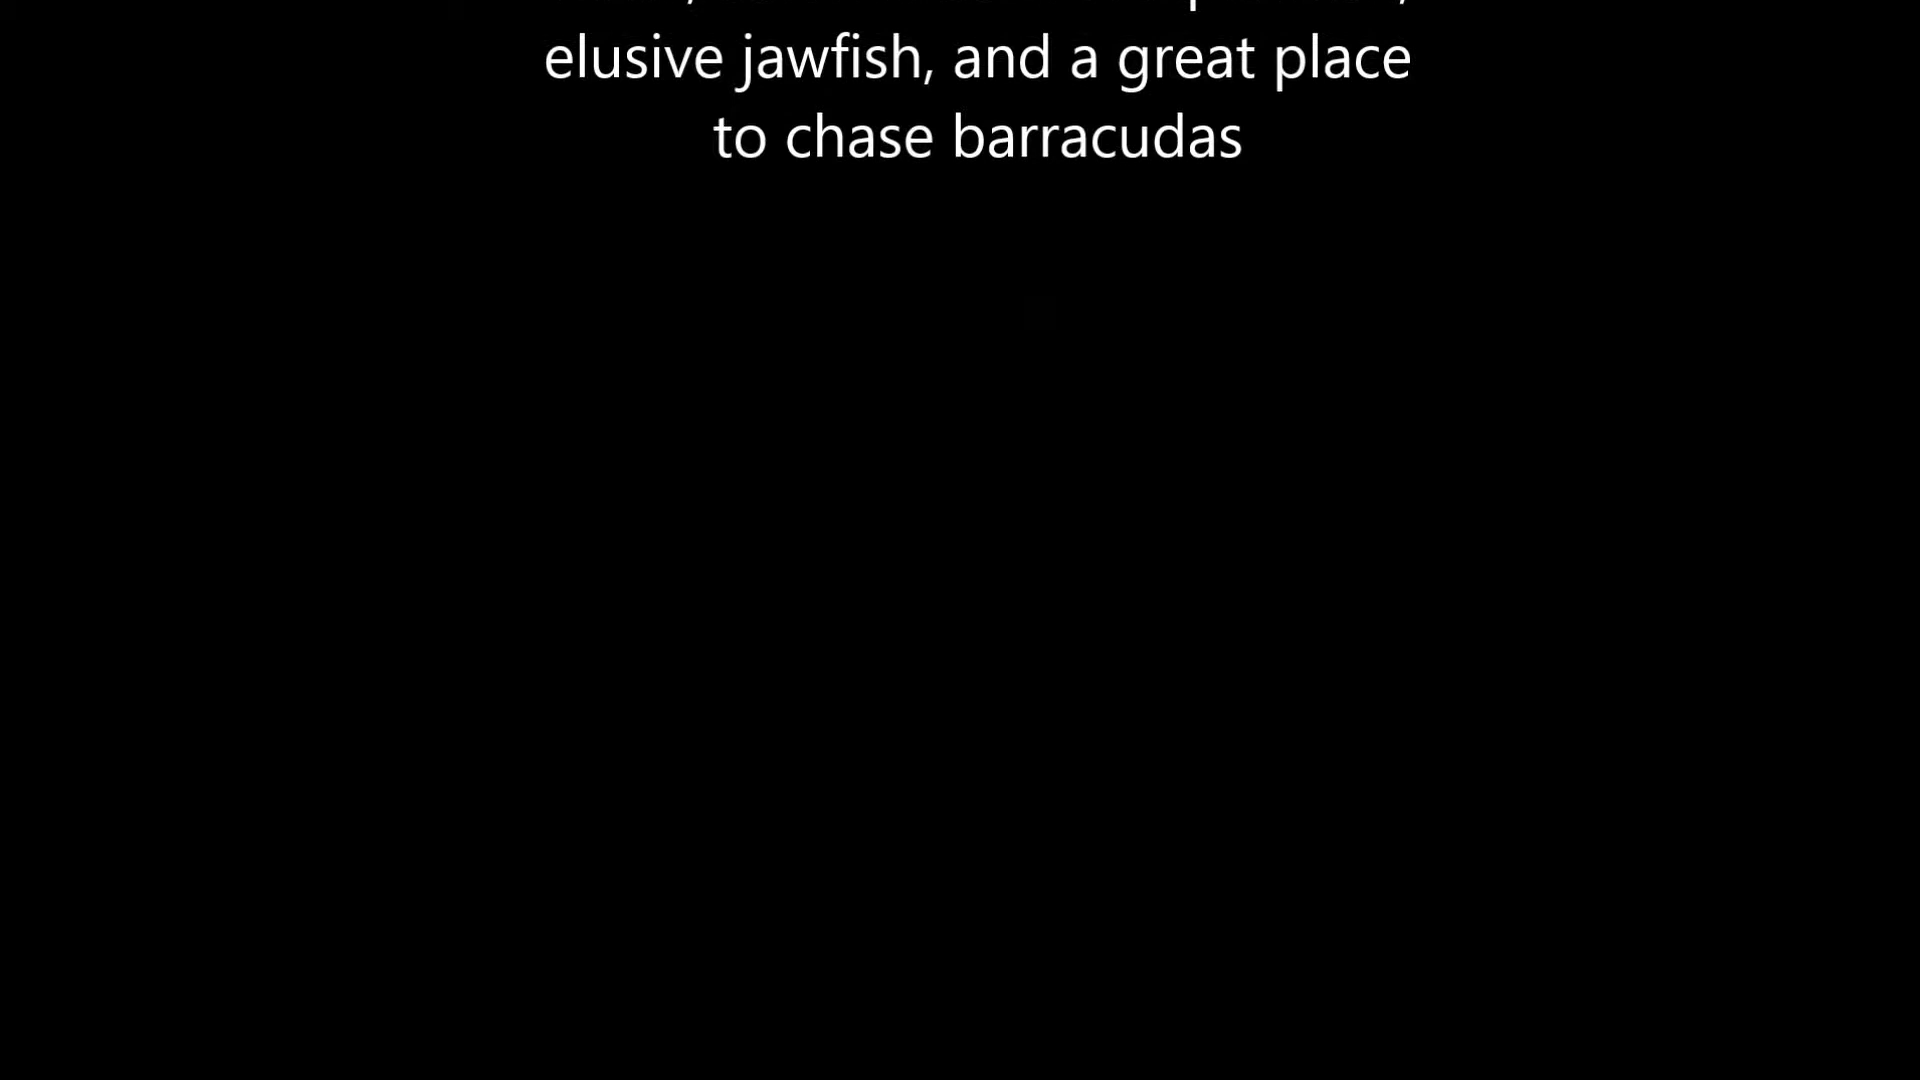 elusive jawfish, and a great place
to chase barracudas